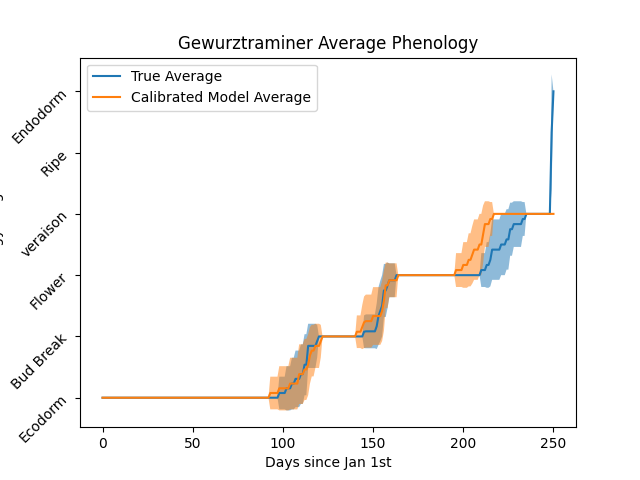 Gewurztraminer Average Phenology
True Average
Calibrated Model Average
Endodorm
Ripe
veraison
Flower
Bud Break
Ecodorm
0 50 100 150 200 250
Days since Jan 1st